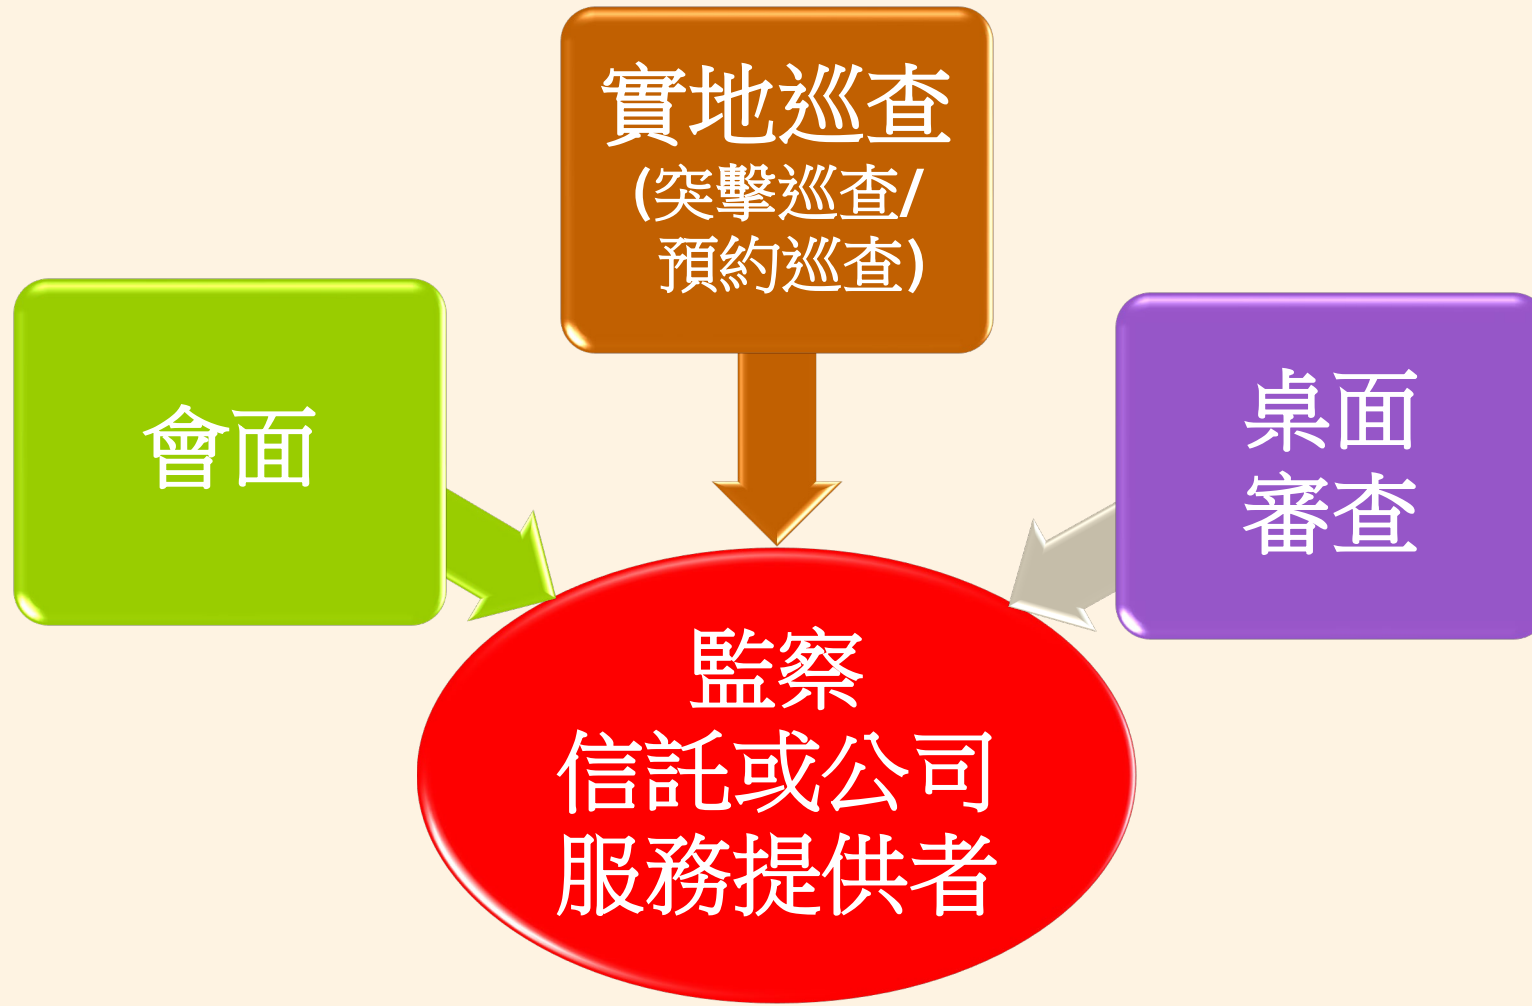 實地巡查
(突擊巡查/
預約巡查)
會面
桌面
審查
監察
信託或公司
服務提供者